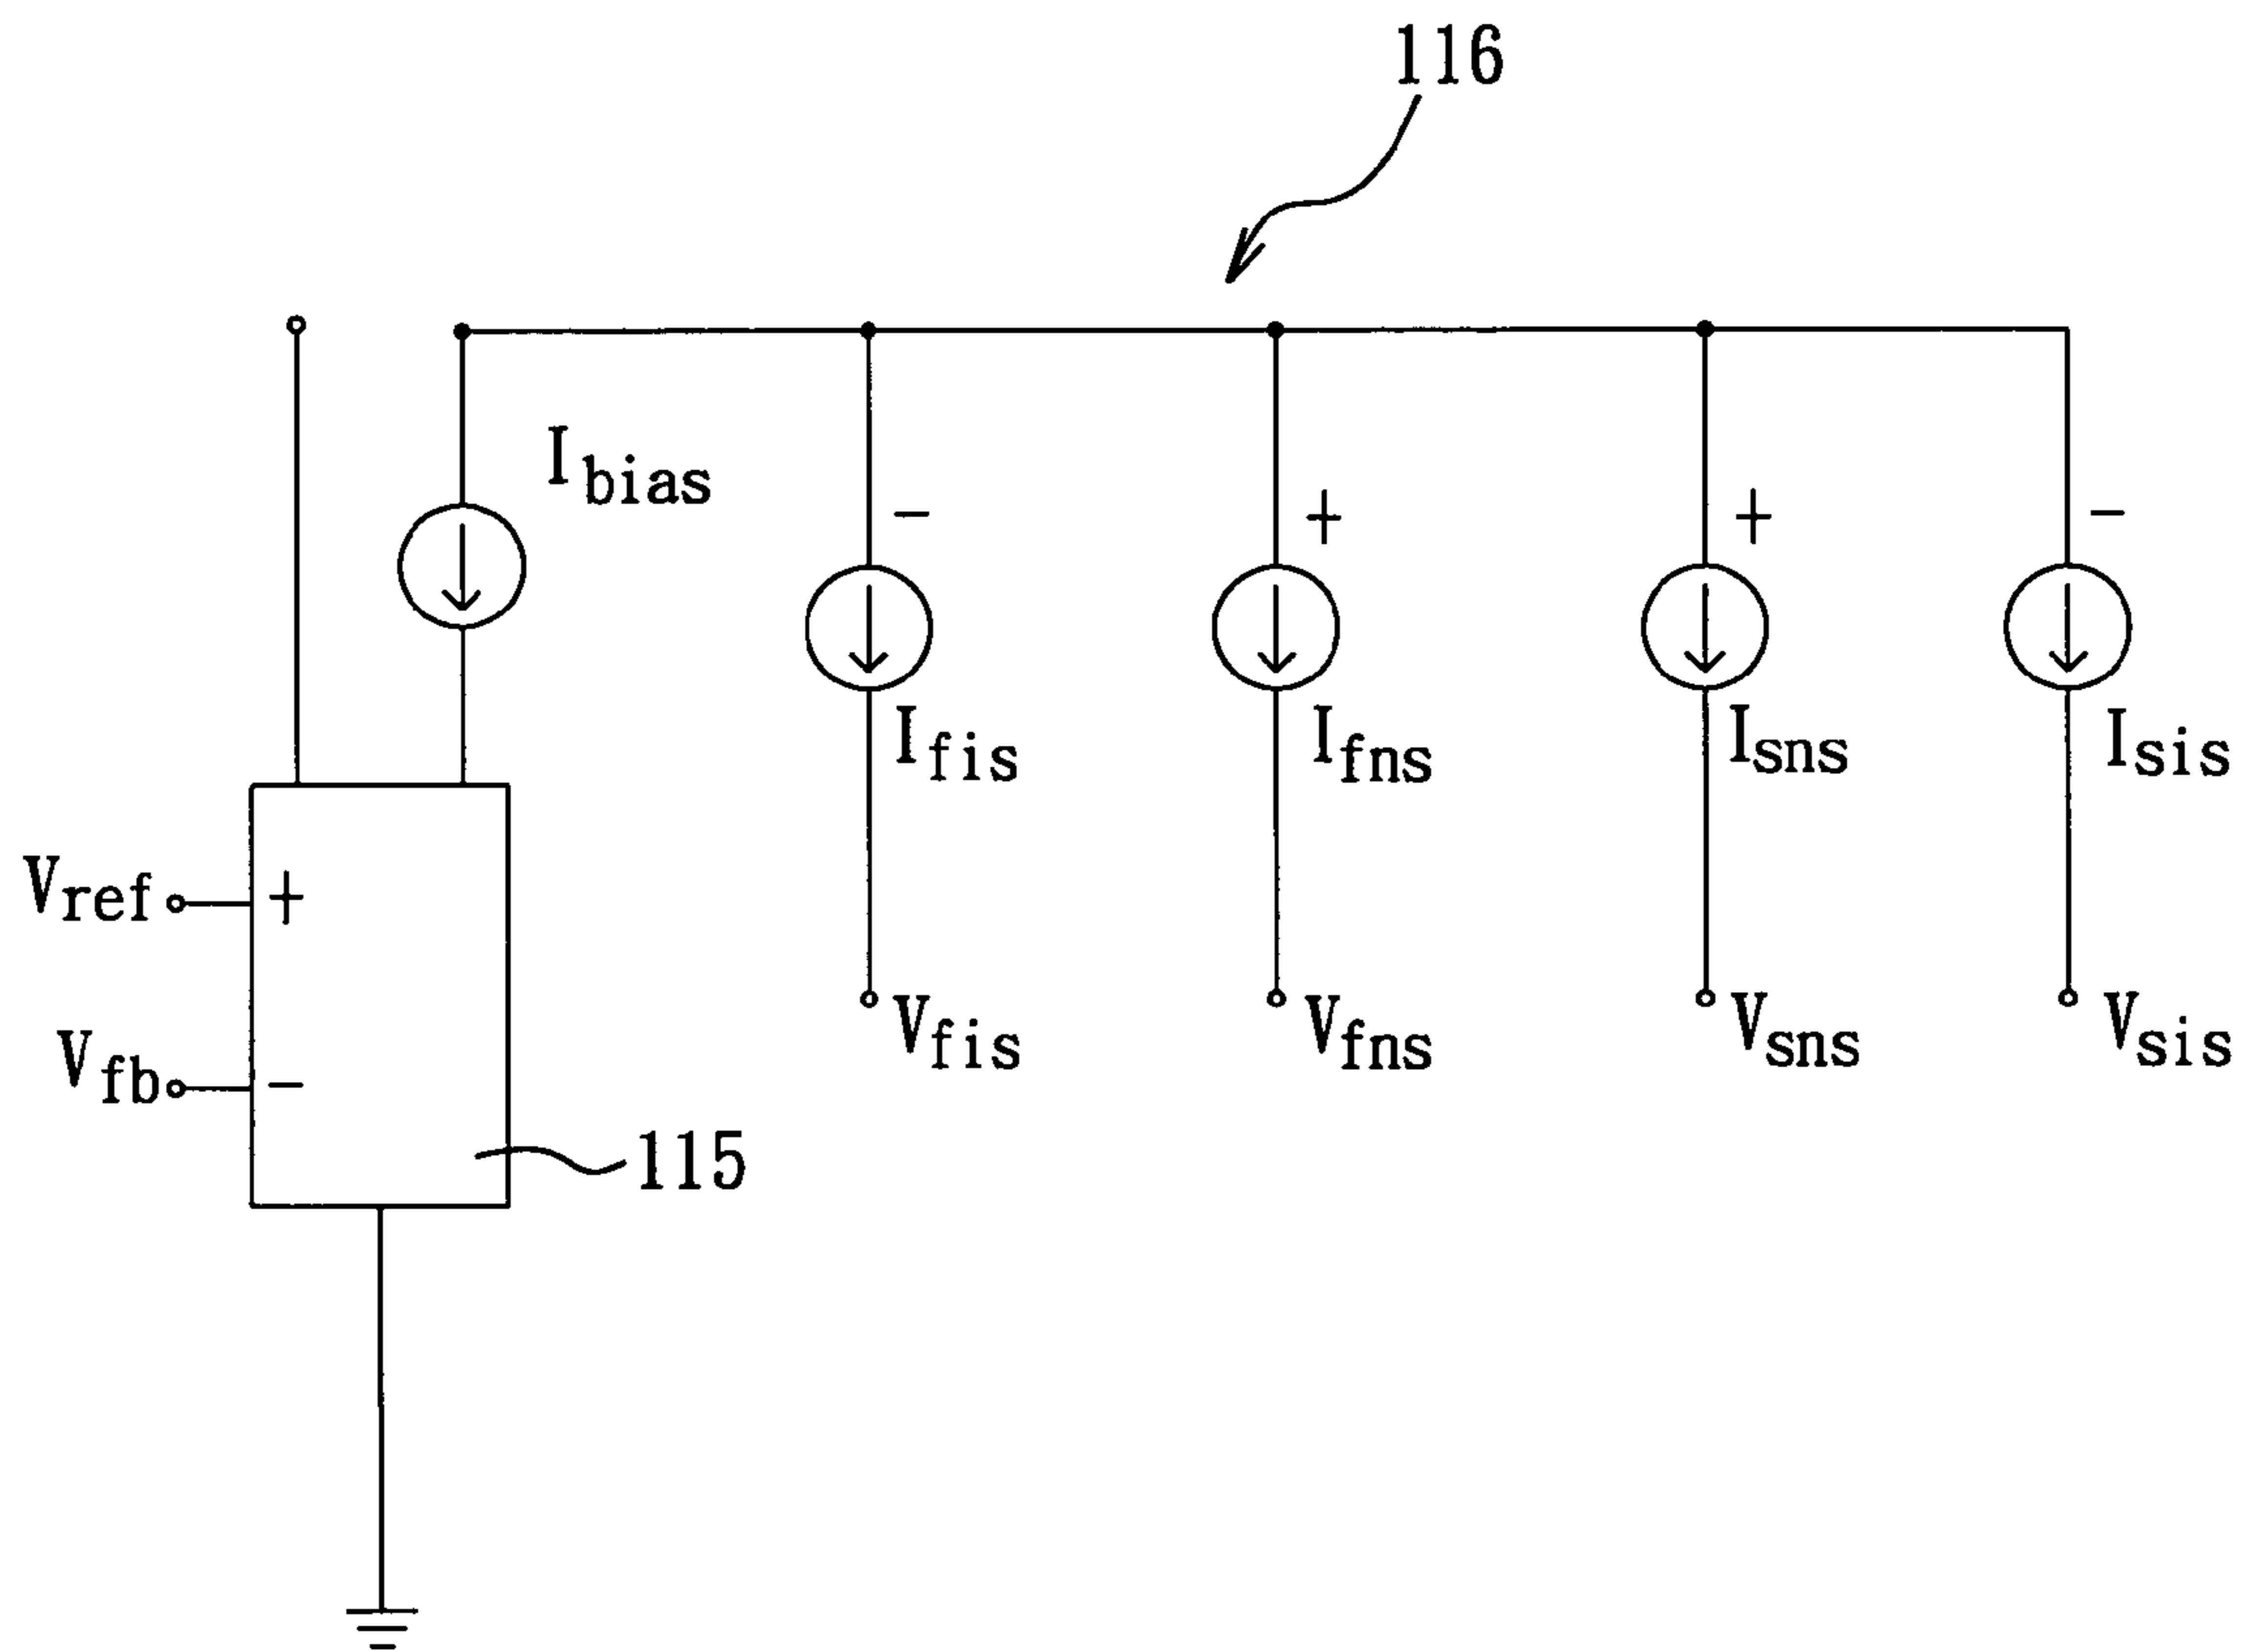 116
I bias
- + + -
I fis I fns I sns I sis
V ref +
V fis V fns V sns V sis
V fb -
115